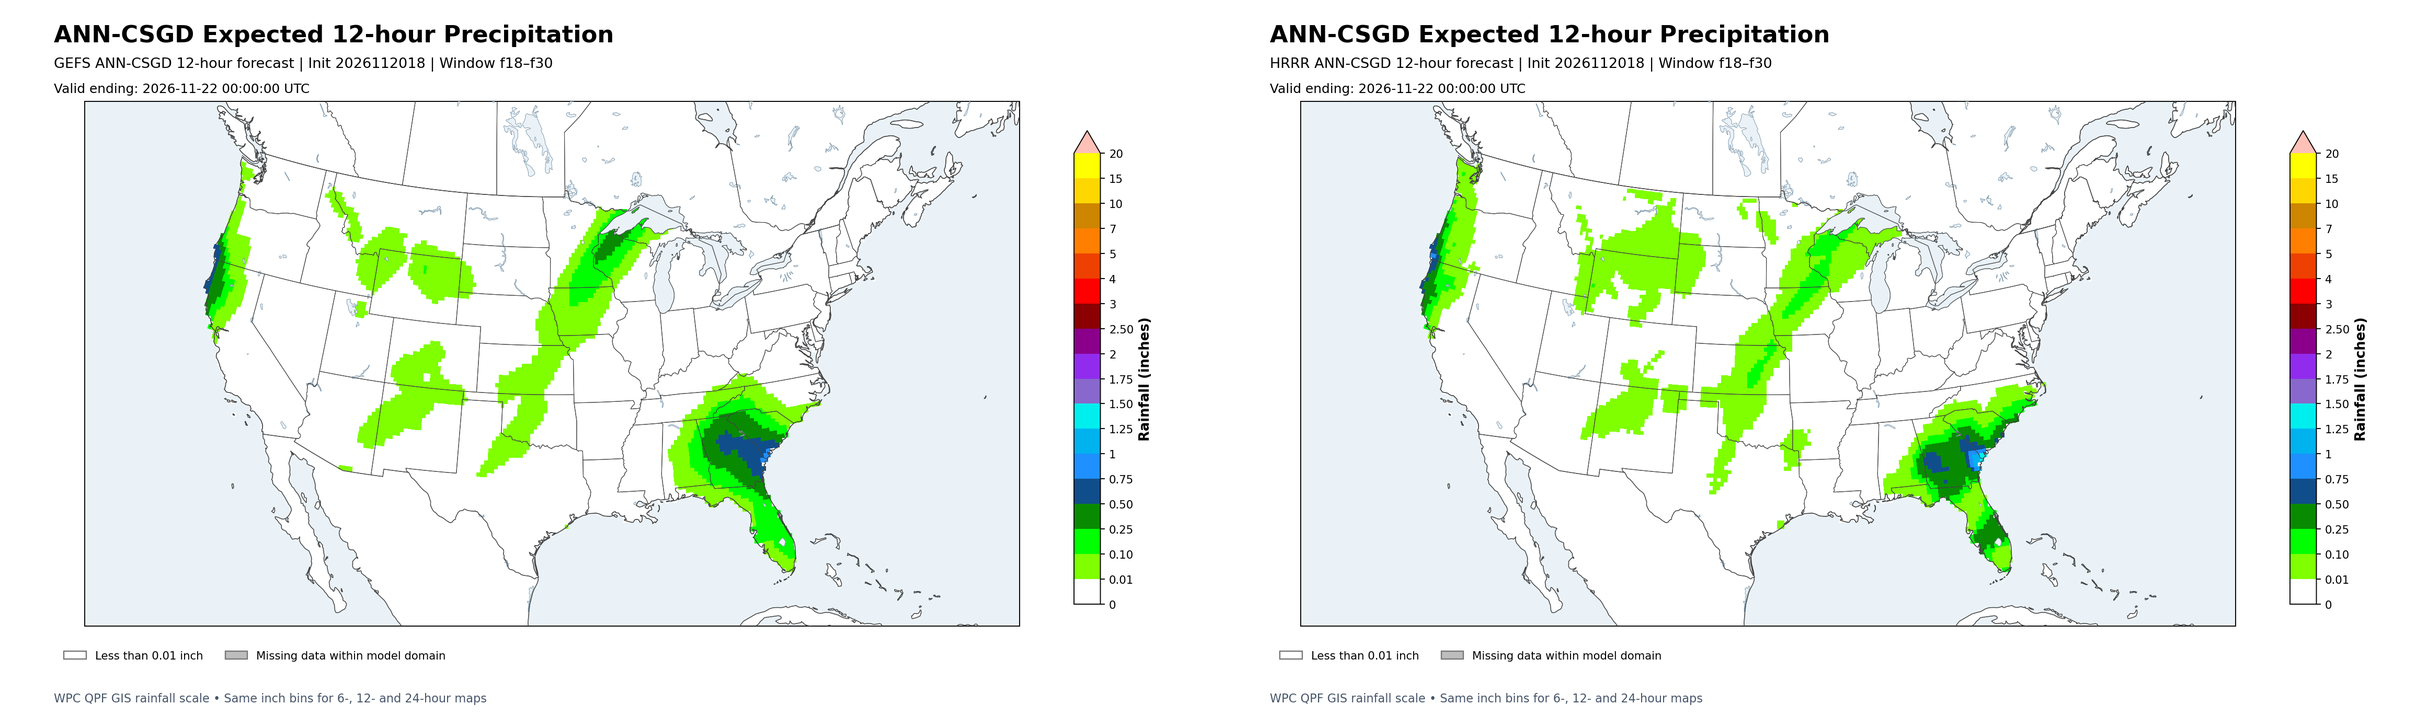 ANN-CSGD Expected 12-hour Precipitation
GEFS ANN-CSGD 12-hour forecast | Init 2026112018 | Window f18–f30
Valid ending: 2026-11-22 00:00:00 UTC
20
15
10
7
5
4
3
2.50
2
1.75
1.50
1.25
1
0.75
0.50
0.25
0.10
0.01
0
Rainfall (inches)
Less than 0.01 inch
Missing data within model domain
WPC QPF GIS rainfall scale • Same inch bins for 6-, 12- and 24-hour maps
ANN-CSGD Expected 12-hour Precipitation
HRRR ANN-CSGD 12-hour forecast | Init 2026112018 | Window f18–f30
Valid ending: 2026-11-22 00:00:00 UTC
20
15
10
7
5
4
3
2.50
2
1.75
1.50
1.25
1
0.75
0.50
0.25
0.10
0.01
0
Rainfall (inches)
Less than 0.01 inch
Missing data within model domain
WPC QPF GIS rainfall scale • Same inch bins for 6-, 12- and 24-hour maps